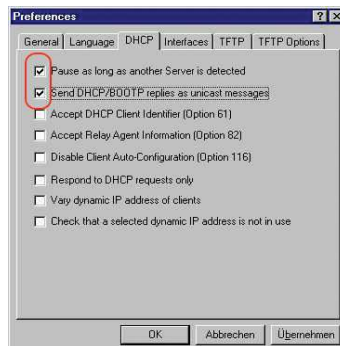 Preferences
General Language DHCP Interfaces TFTP TFTP Options
Pause as long as another Server is detected
Send DHCP/BOOTP replies as unicast messages
Accept DHCP Client Identifier (Option 61)
Accept Relay Agent Information (Option 82)
Disable Client Auto-Configuration (Option 116)
Respond to DHCP requests only
Vary dynamic IP address of clients
Check that a selected dynamic IP address is not in use
OK Abbrechen Übernehmen